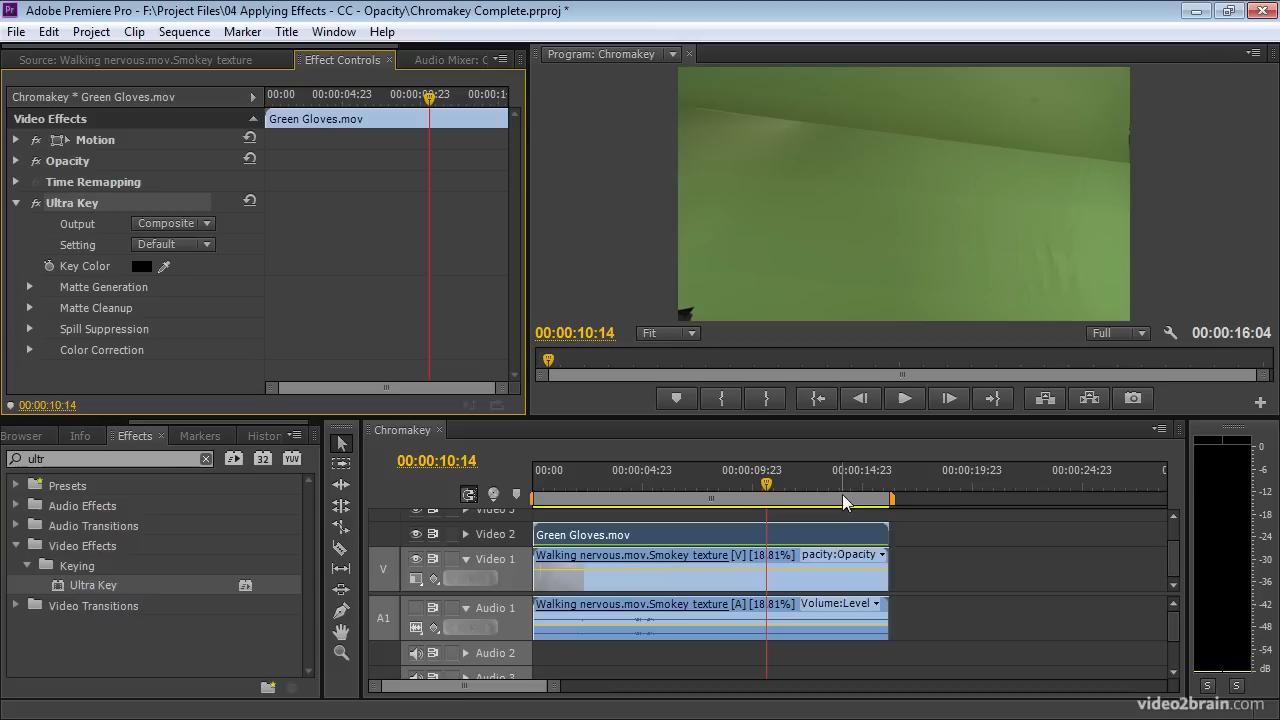 Adobe Premiere Pro - F:\Project Files\04 Applying Effects - CC - Opacity\Chromakey Complete.prproj *
File Edit Project Clip Sequence Marker Title Window Help
Source: Walking nervous.mov.Smokey texture Effect Controls Audio Mixer: C
Program: Chromakey
Chromakey * Green Gloves.mov
00:00 00:00:04:23 00:00:09:23 00:00:1
Video Effects
Green Gloves.mov
Motion
Opacity
Time Remapping
Ultra Key
Output Composite
Setting Default
Key Color
Matte Generation
Matte Cleanup
Spill Suppression
Color Correction
00:00:10:14
00:00:10:14 Fit Full 00:00:16:04
Browser Info Effects Markers Histor
ultr
32 YUV
Presets
Audio Effects
Audio Transitions
Video Effects
Keying
Ultra Key
Video Transitions
Chromakey
00:00:10:14
00:00 00:00:04:23 00:00:09:23 00:00:14:23 00:00:19:23 00:00:24:23 0
Video 3
Video 2 Green Gloves.mov
V Video 1 Walking nervous.mov.Smokey texture [V] [18.81%] pacity:Opacity
A1 Audio 1 Walking nervous.mov.Smokey texture [A] [18.81%] Volume:Level
Audio 2
Audio 3
0
-6
-12
-18
-24
-30
-36
-42
-48
-54
dB
S S
video2brain.com